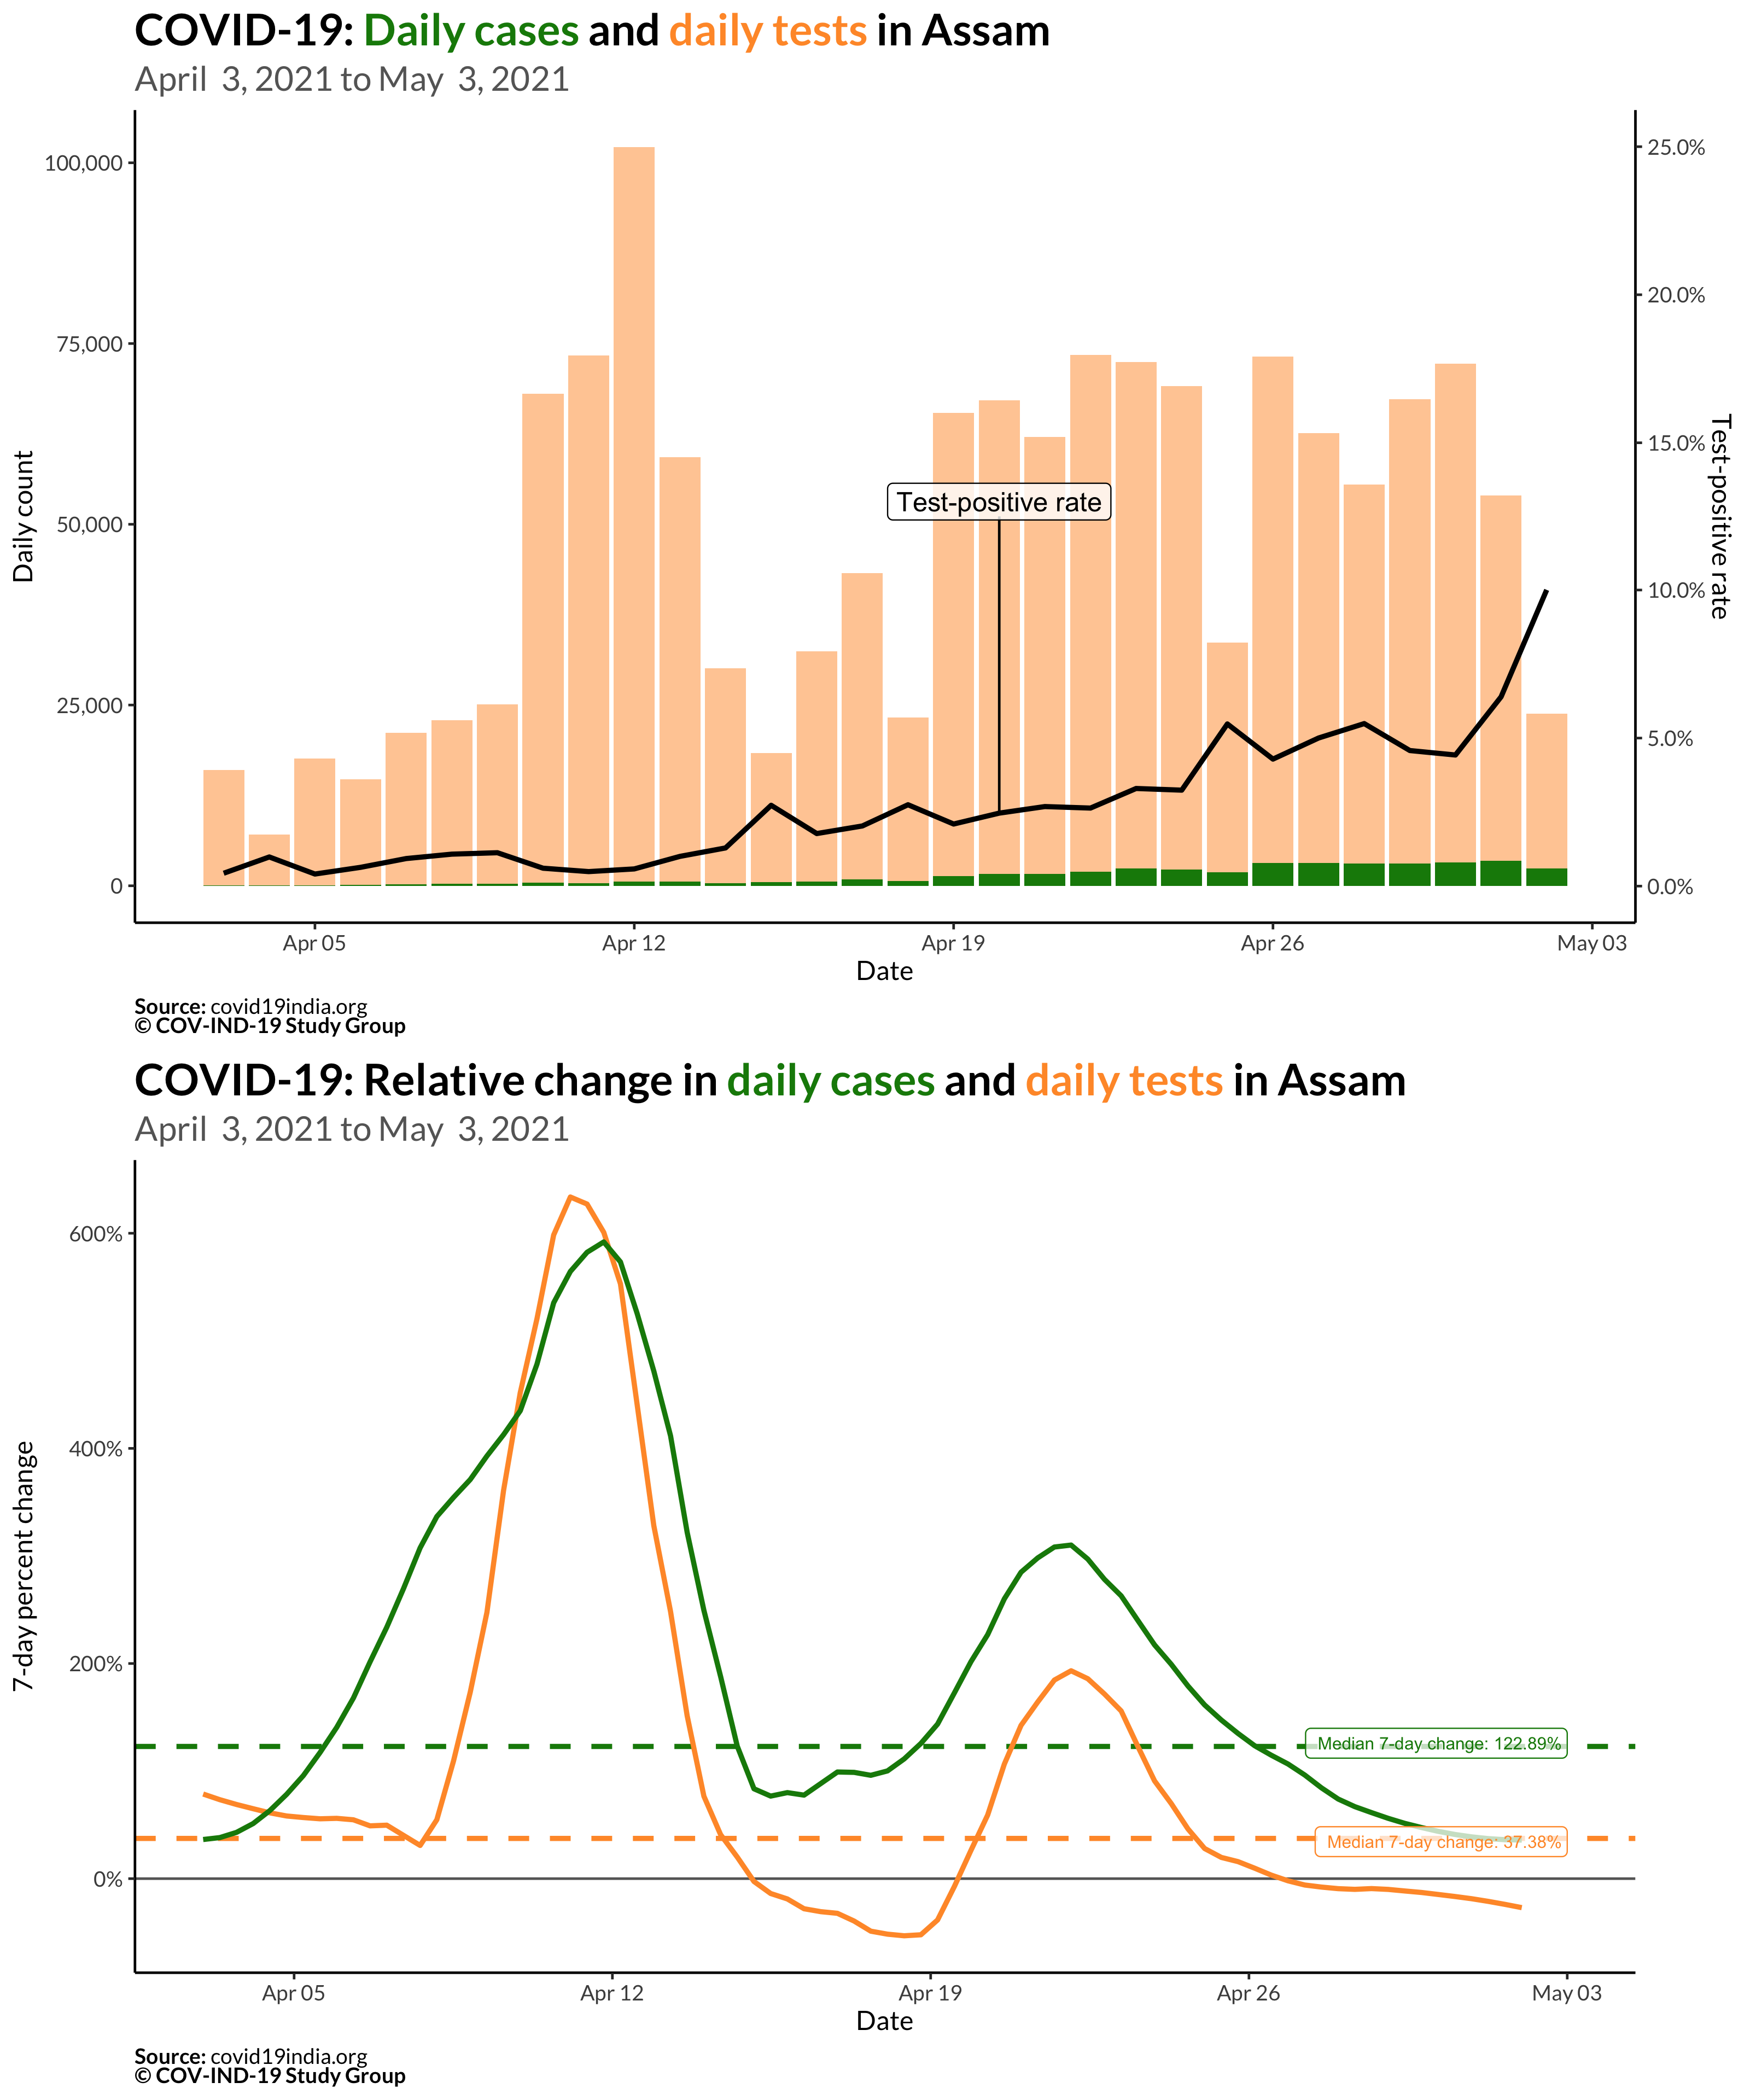 COVID-19: Daily cases and daily tests in Assam
April 3, 2021 to May 3, 2021
100,000
75,000
50,000
25,000
0
Daily count
25.0%
20.0%
15.0%
10.0%
5.0%
0.0%
Test-positive rate
Test-positive rate
Apr 05
Apr 12
Apr 19
Apr 26
May 03
Date
Source: covid19india.org
© COV-IND-19 Study Group
COVID-19: Relative change in daily cases and daily tests in Assam
April 3, 2021 to May 3, 2021
600%
400%
200%
0%
7-day percent change
Median 7-day change: 122.89%
Median 7-day change: 37.38%
Apr 05
Apr 12
Apr 19
Apr 26
May 03
Date
Source: covid19india.org
© COV-IND-19 Study Group